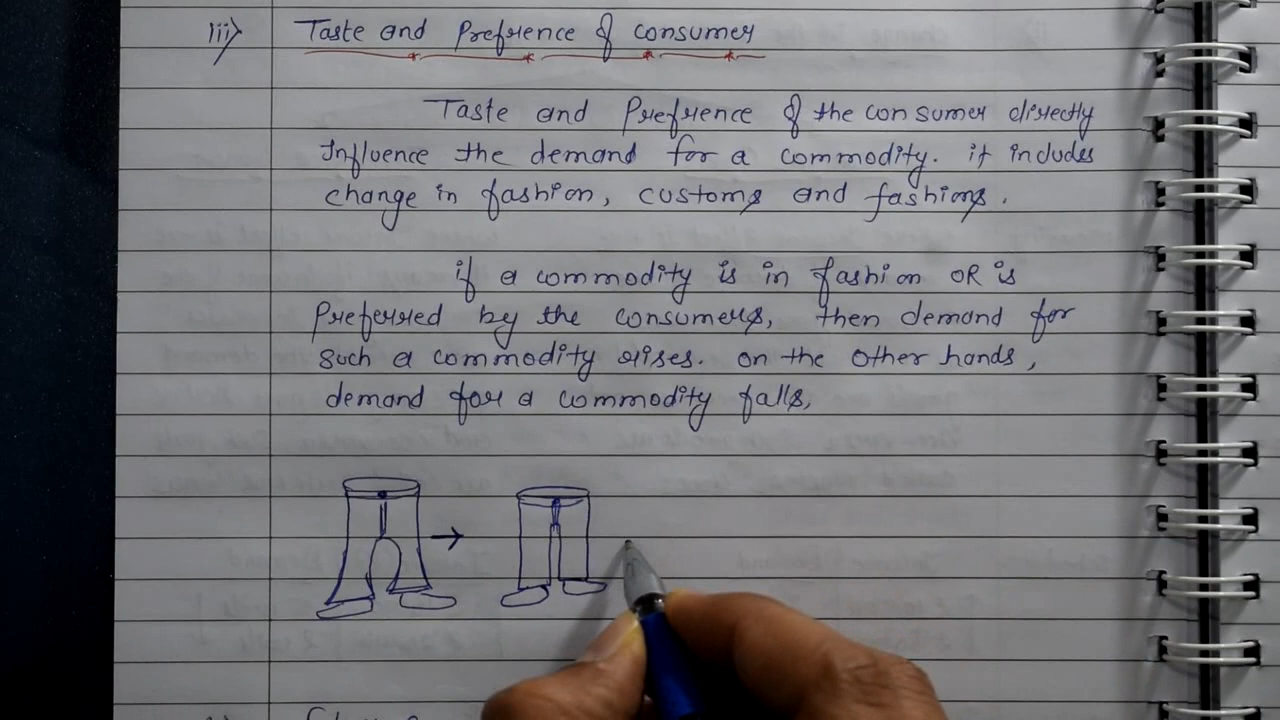 iii)
Taste and Prefrence of consumer
Taste and Prefrence of the consumer directly
Influence the demand for a commodity. it includes
change in fashion, customs and fashions.
if a commodity is in fashion OR is
Preferred by the consumers, then demand for
such a commodity rises. on the other hands,
demand for a commodity falls,